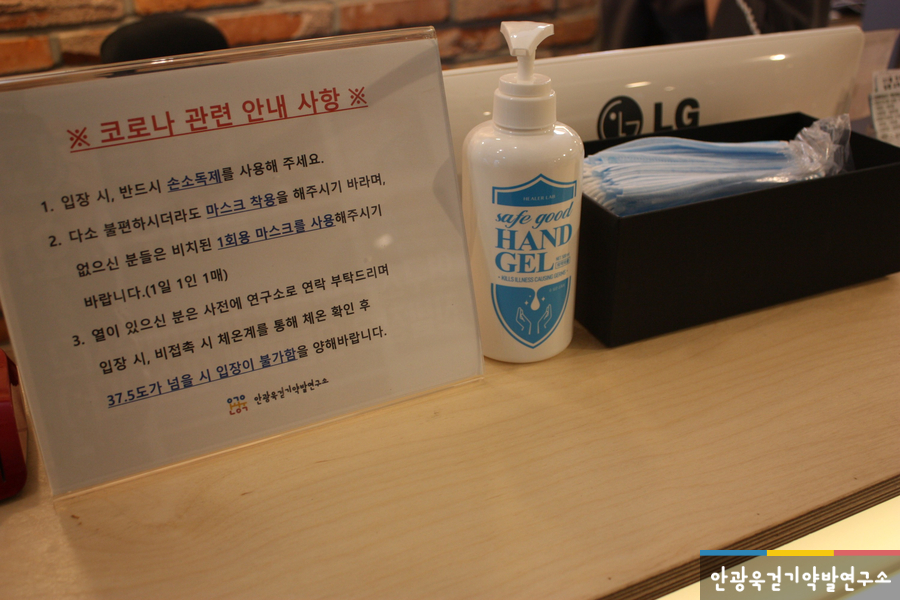 ※ 코로나 관련 안내 사항 ※
1. 입장 시, 반드시 손소독제를 사용해 주세요.
2. 다소 불편하시더라도 마스크 착용을 해주시기 바라며,
없으신 분들은 비치된 1회용 마스크를 사용해주시기
바랍니다.(1일 1인 1매)
3. 열이 있으신 분은 사전에 연구소로 연락 부탁드리며
입장 시, 비접촉 시 체온계를 통해 체온 확인 후
37.5도가 넘을 시 입장이 불가함을 양해바랍니다.
안광욱걷기약발연구소
safe good
HAND
GEL
KILLS ILLNESS CAUSING GERMS
LG
안광욱걷기약발연구소